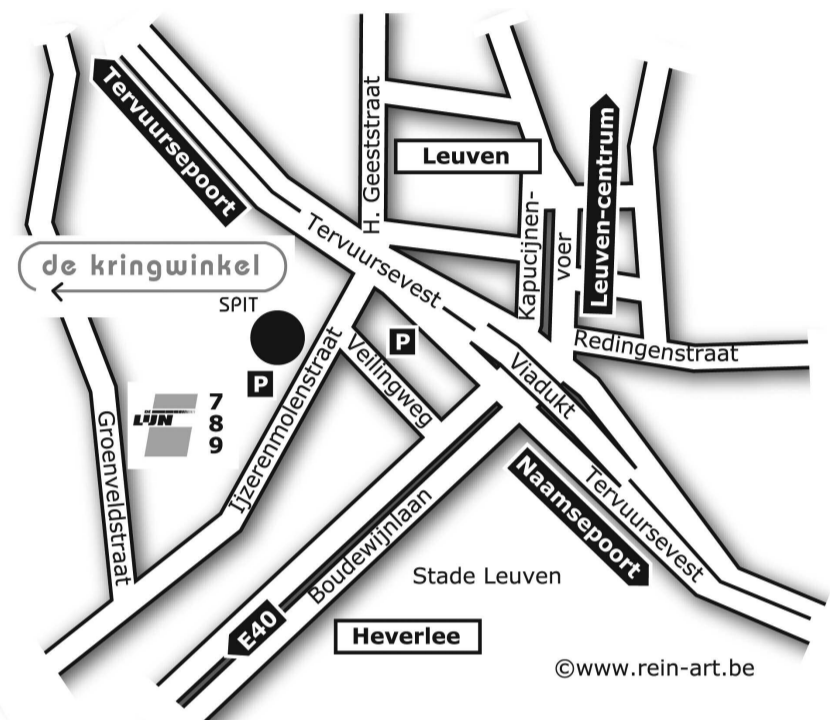 Tervuursepoort
H. Geeststraat
Leuven
Leuven-centrum
Kapucijnen-
voer
Tervuursevest
de kringwinkel
SPIT
P
P
Redingenstraat
Viadukt
Veilingweg
Ijzerenmolenstraat
DE LIJN
7
8
9
Groenveldstraat
Boudewijnlaan
Naamsepoort
Tervuursevest
Stade Leuven
E40
Heverlee
©www.rein-art.be